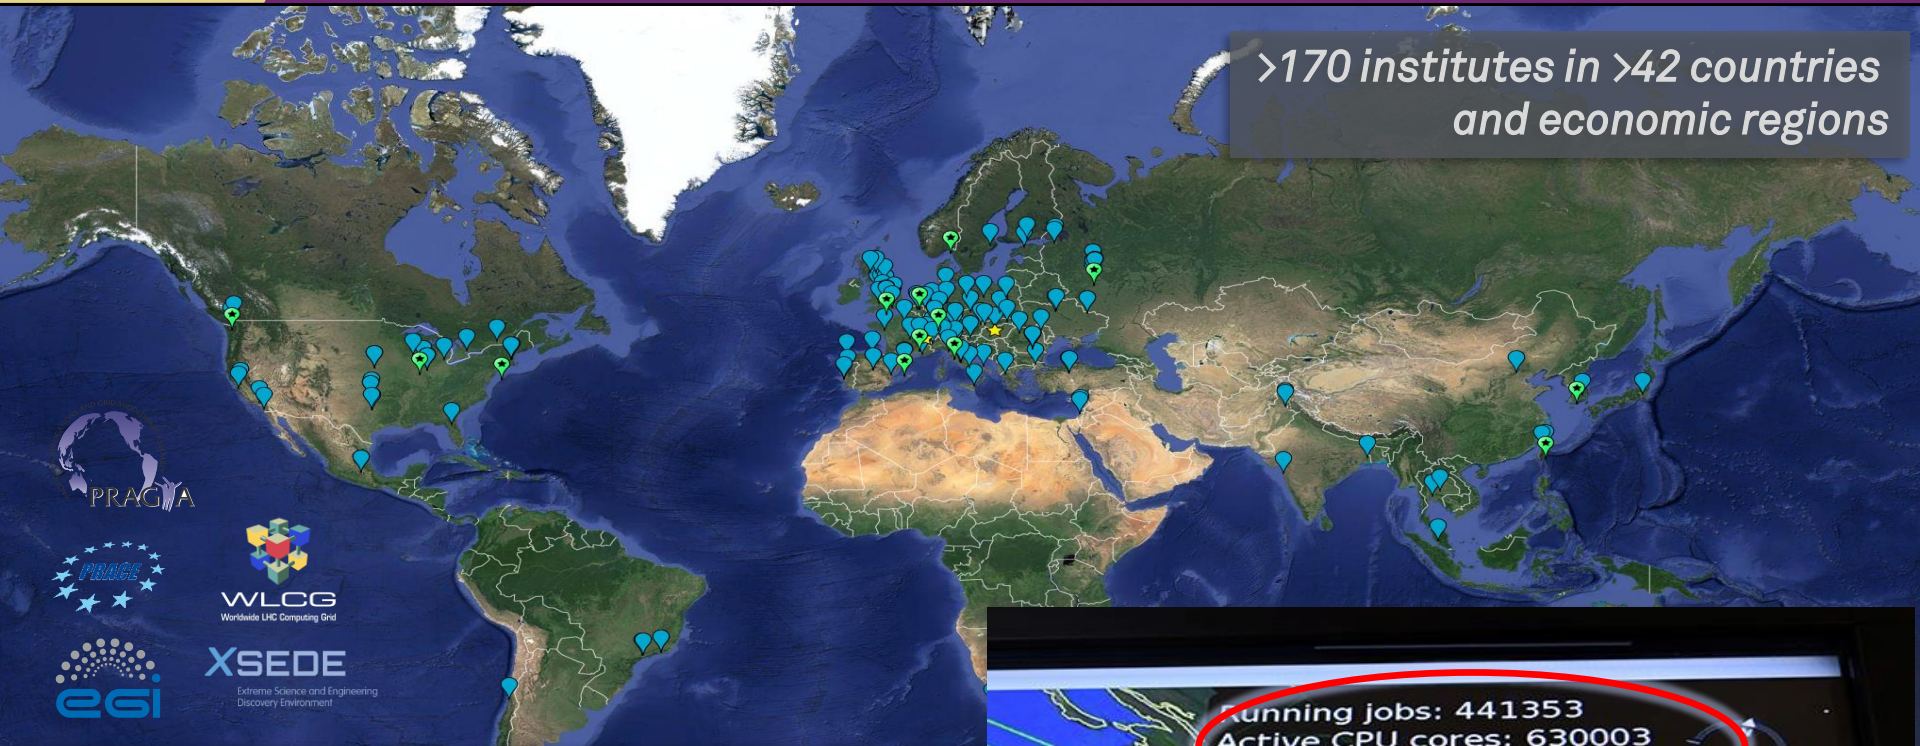 >170 institutes in >42 countries
and economic regions
PRAGMA
PRACE
WLCG
Worldwide LHC Computing Grid
egi
XSEDE
Extreme Science and Engineering
Discovery Environment
Running jobs: 441353
Active CPU cores: 630003